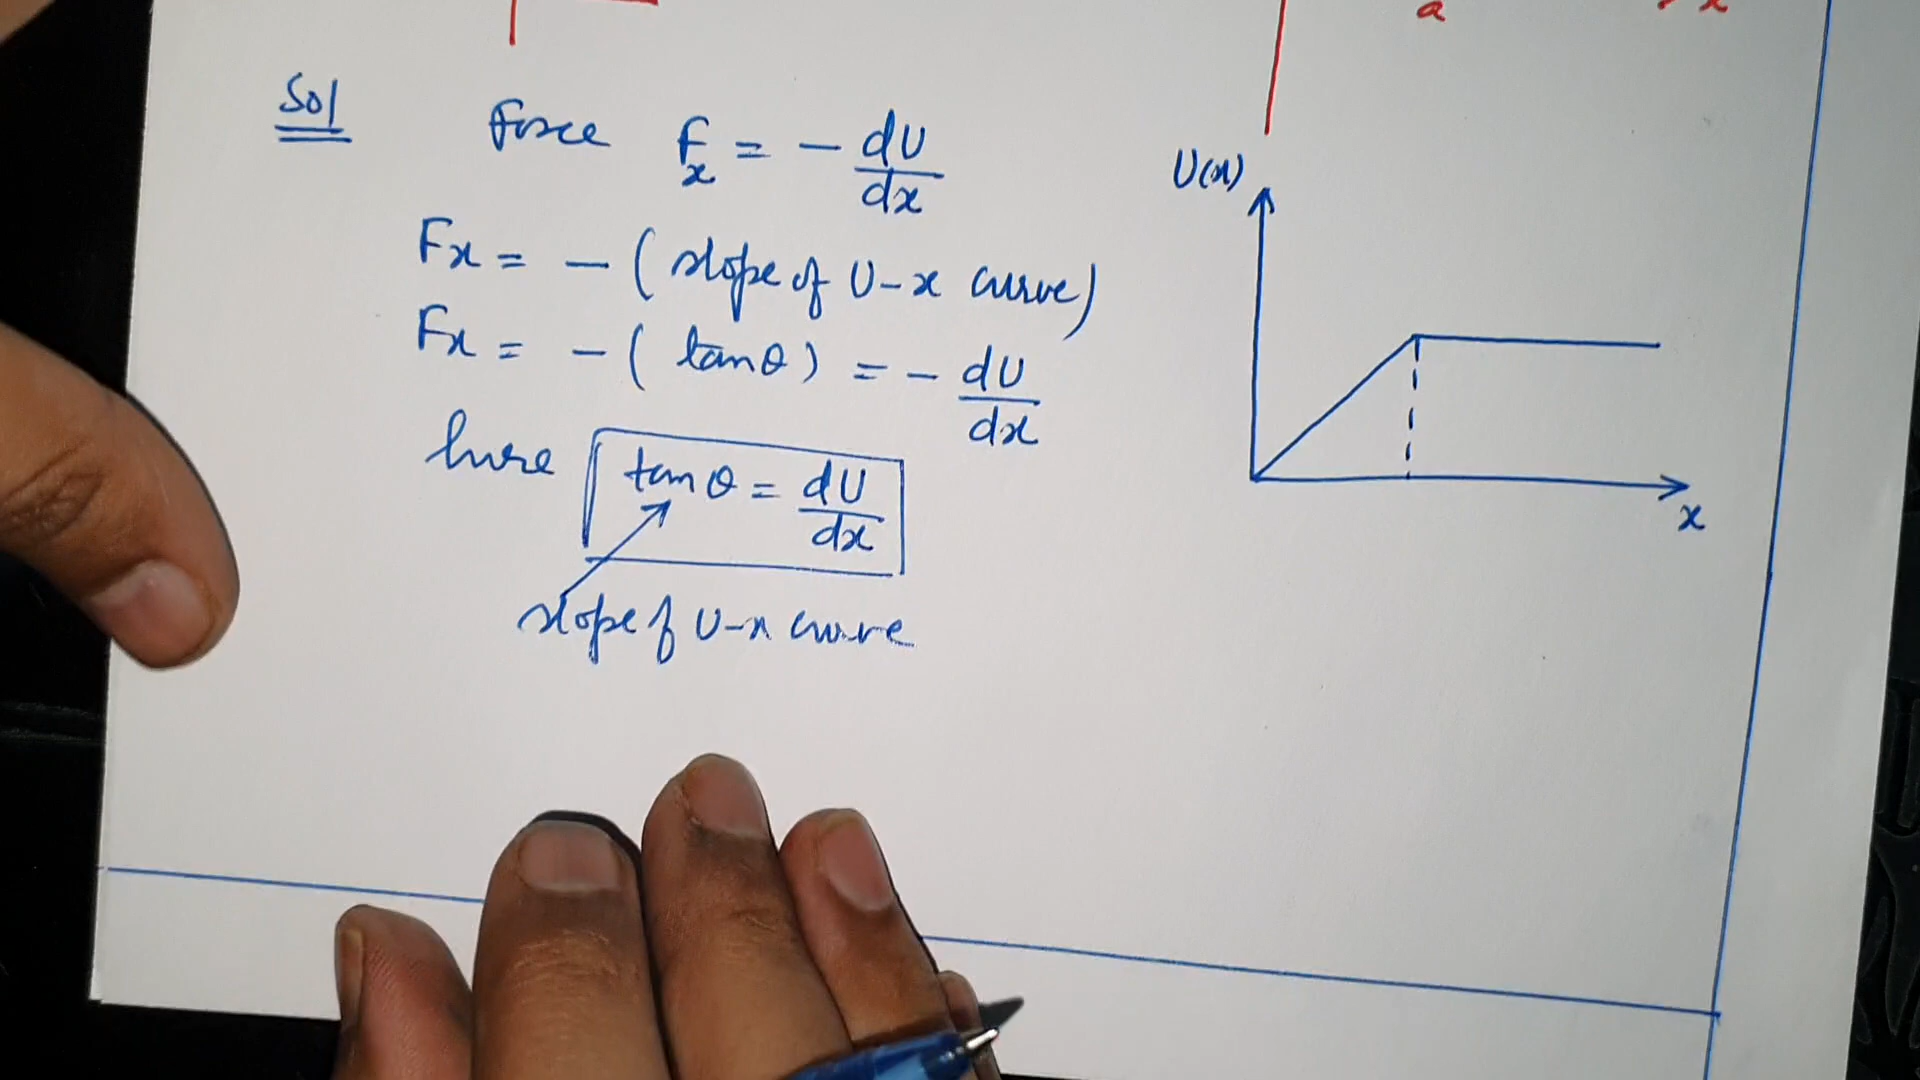 a x
Sol Force Fx = - dU/dx
Fx = - ( slope of U-x curve)
Fx = - ( tanθ) = - dU/dx
here tanθ = dU/dx
slope of U-x curve
U(x)
x